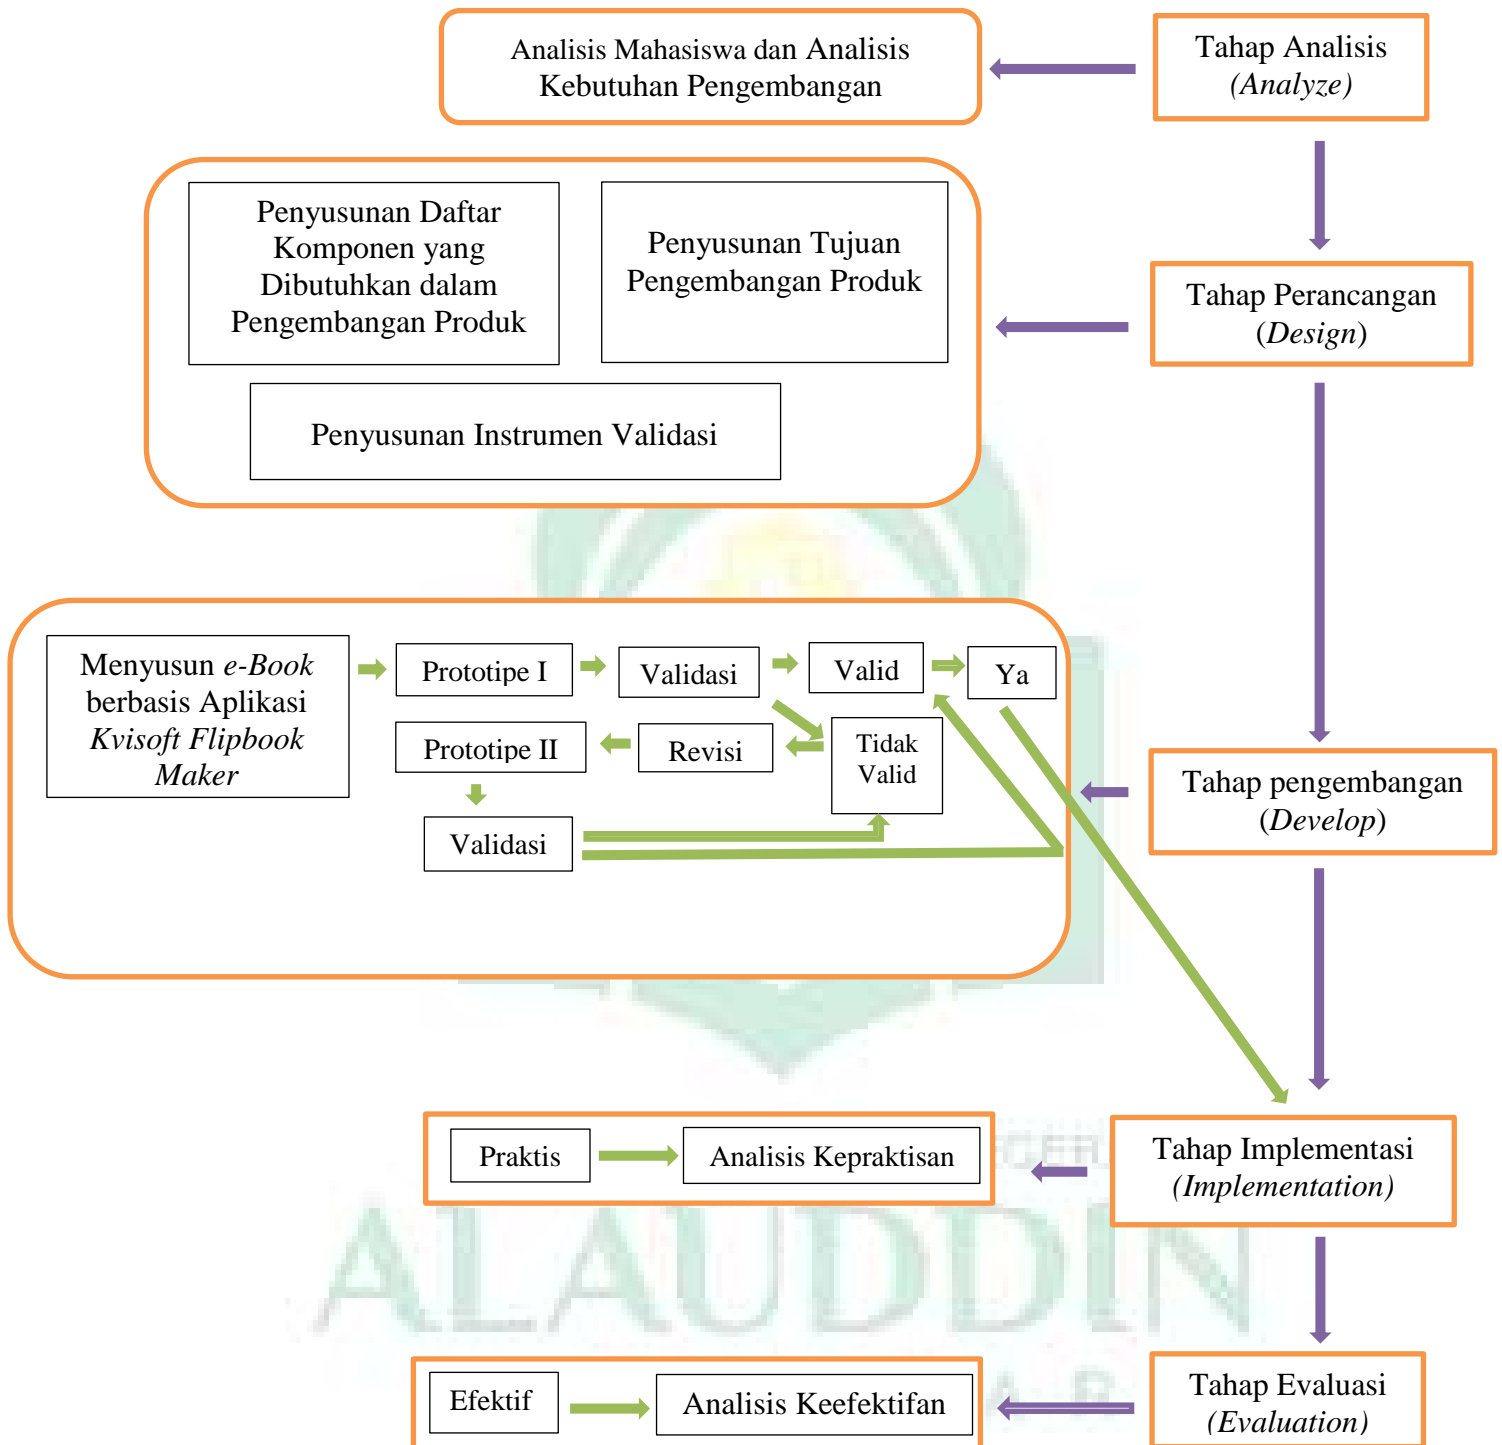 Analisis Mahasiswa dan Analisis
Kebutuhan Pengembangan
Tahap Analisis
(Analyze)
Penyusunan Daftar
Komponen yang
Dibutuhkan dalam
Pengembangan Produk
Penyusunan Tujuan
Pengembangan Produk
Penyusunan Instrumen Validasi
Tahap Perancangan
(Design)
Menyusun e-Book
berbasis Aplikasi
Kvisoft Flipbook
Maker
Prototipe I
Validasi
Valid
Ya
Prototipe II
Revisi
Tidak
Valid
Validasi
Tahap pengembangan
(Develop)
Praktis
Analisis Kepraktisan
Tahap Implementasi
(Implementation)
ALAUDDIN
Efektif
Analisis Keefektifan
Tahap Evaluasi
(Evaluation)